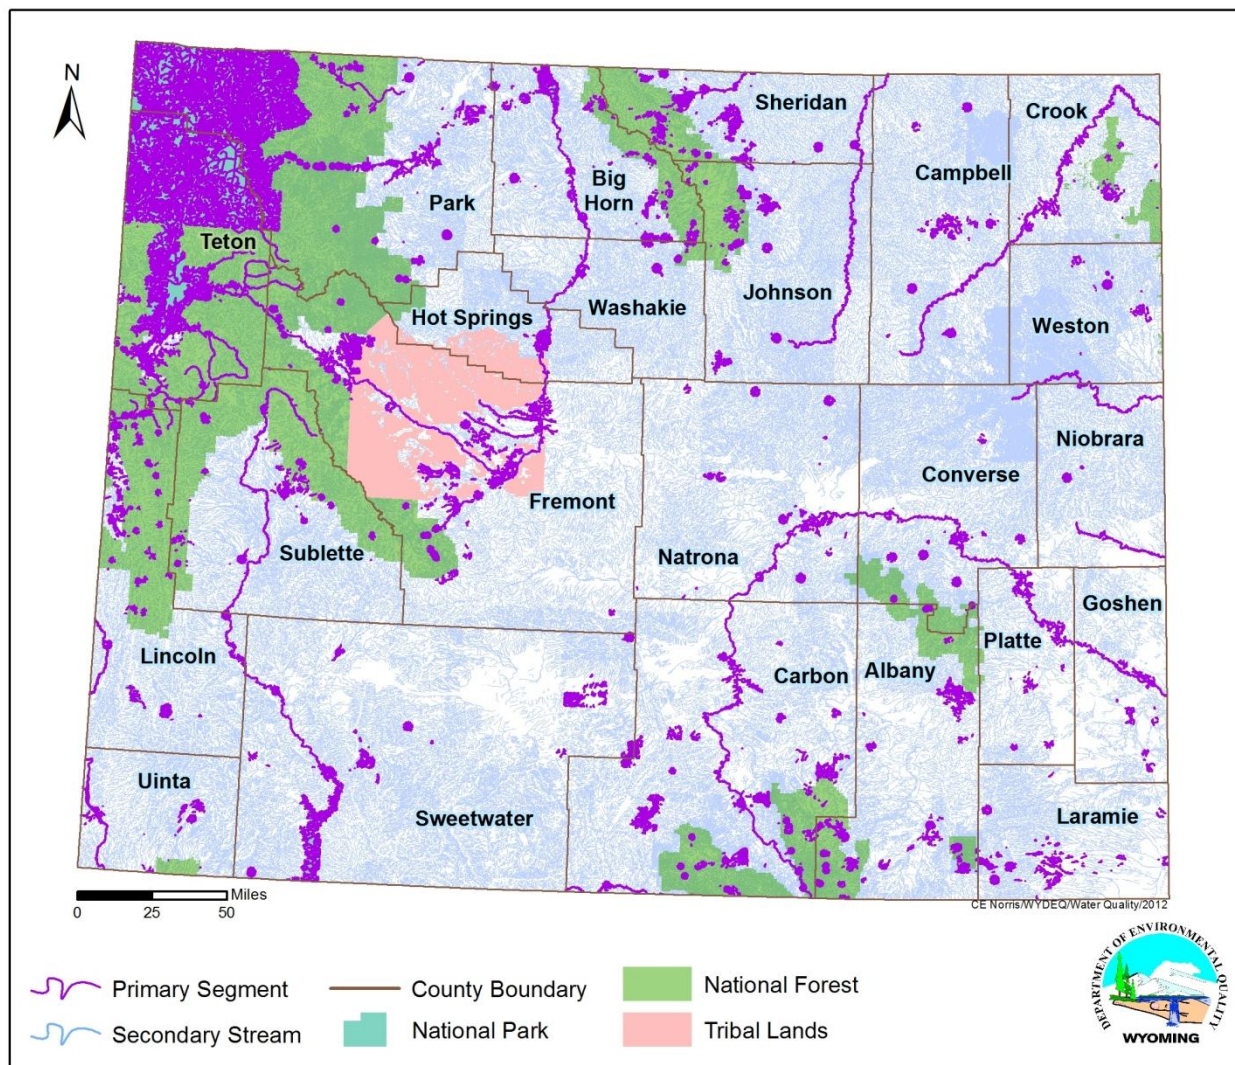 N
Sheridan
Crook
Campbell
Big
Horn
Park
Teton
Johnson
Washakie
Hot Springs
Weston
Niobrara
Converse
Fremont
Natrona
Sublette
Goshen
Platte
Lincoln
Carbon
Albany
Uinta
Sweetwater
Laramie
Miles
0 25 50
CE Norris/WYDEQ/Water Quality/2012
Primary Segment
County Boundary
National Forest
Secondary Stream
National Park
Tribal Lands
DEPARTMENT OF ENVIRONMENTAL QUALITY
WYOMING